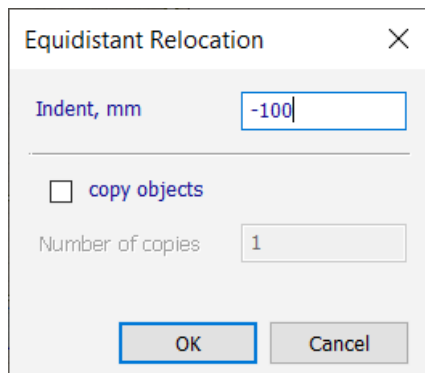 Equidistant Relocation
Indent, mm -100
copy objects
Number of copies 1
OK Cancel